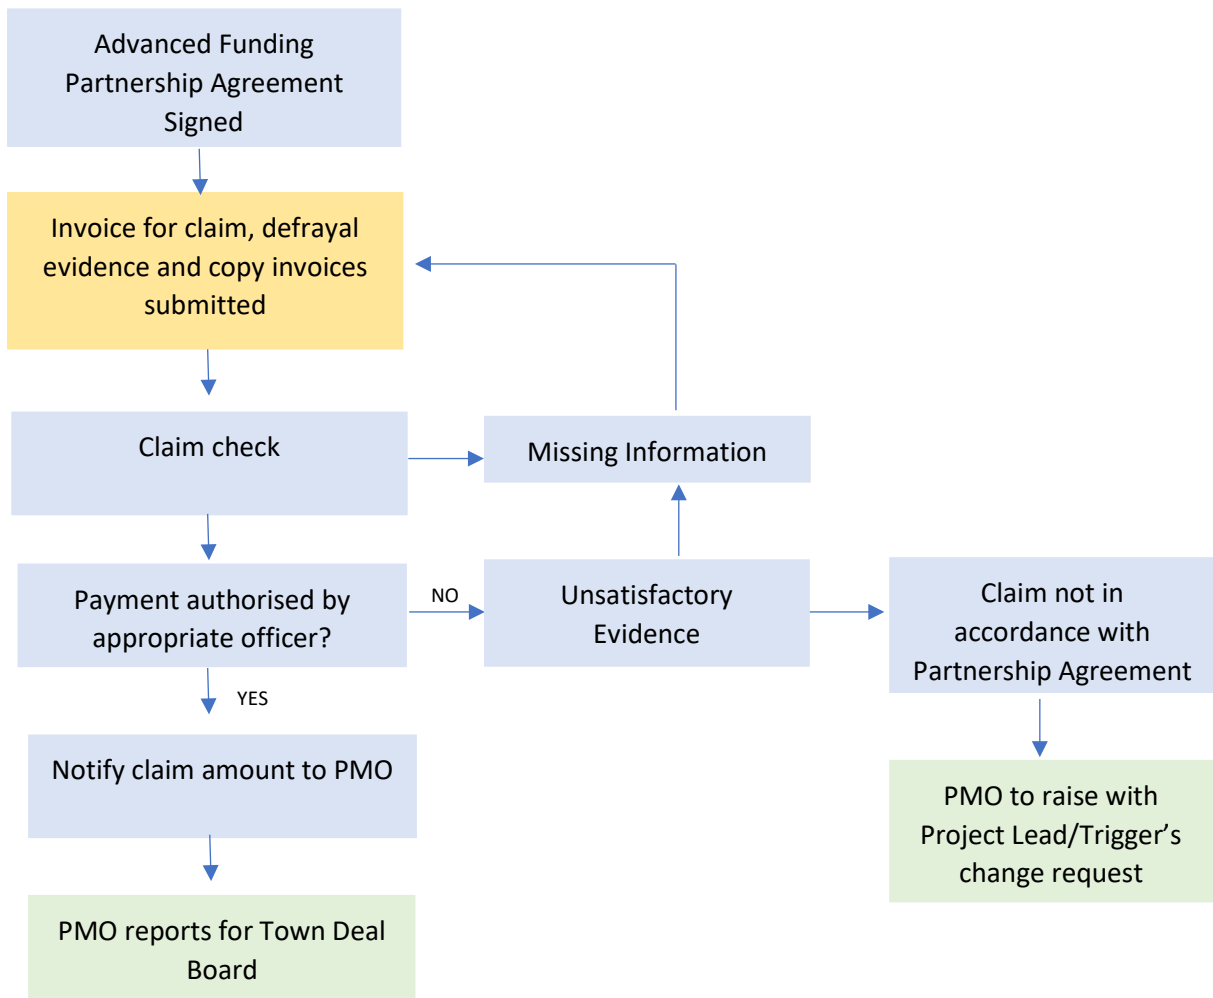 Advanced Funding
Partnership Agreement
Signed
Invoice for claim, defrayal
evidence and copy invoices
submitted
Claim check
Missing Information
Payment authorised by
appropriate officer?
NO
Unsatisfactory
Evidence
Claim not in
accordance with
Partnership Agreement
YES
Notify claim amount to PMO
PMO to raise with
Project Lead/Trigger’s
change request
PMO reports for Town Deal
Board